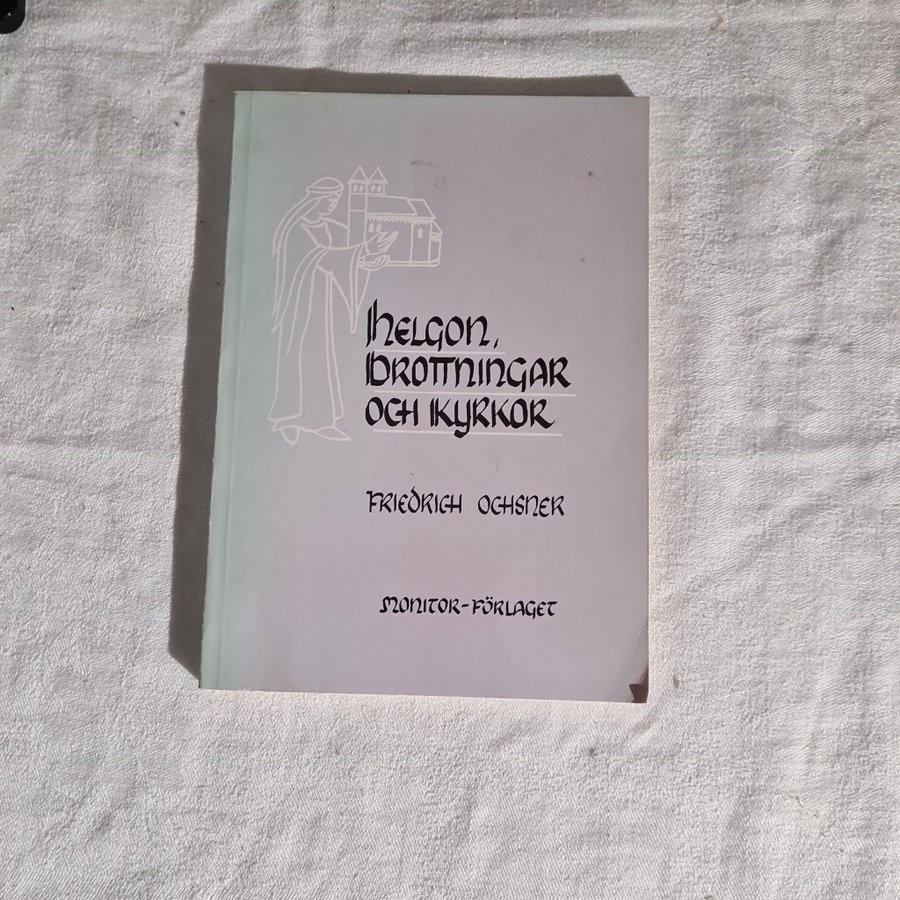 HELGON,
DROTTNINGAR
OCH KYRKOR
FRIEDRICH OCHSNER
MONITOR-FÖRLAGET